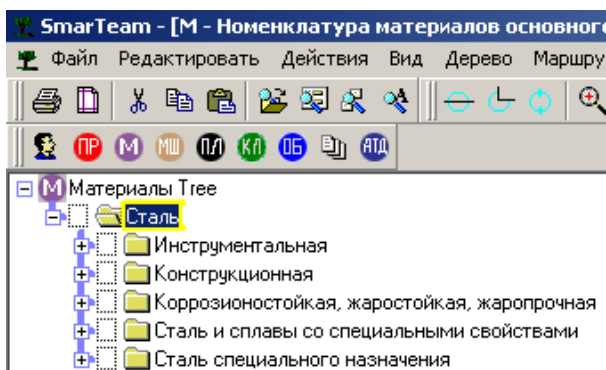 SmarTeam - [М - Номенклатура материалов основного
Файл Редактировать Действия Вид Дерево Маршру
ПР М МШ ПЛ КЛ ОБ АТД
М Материалы Tree
Сталь
Инструментальная
Конструкционная
Коррозионостойкая, жаростойкая, жаропрочная
Сталь и сплавы со специальными свойствами
Сталь специального назначения